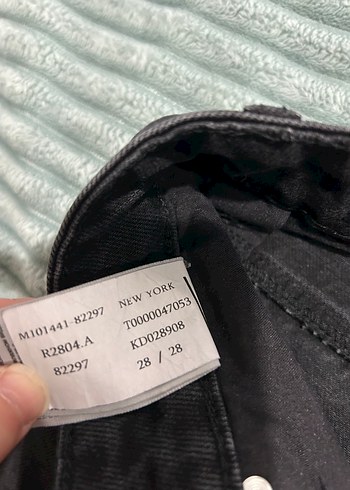 M101441-82297 NEW YORK
R2804.A T0000047053
82297 KD028908
28 / 28